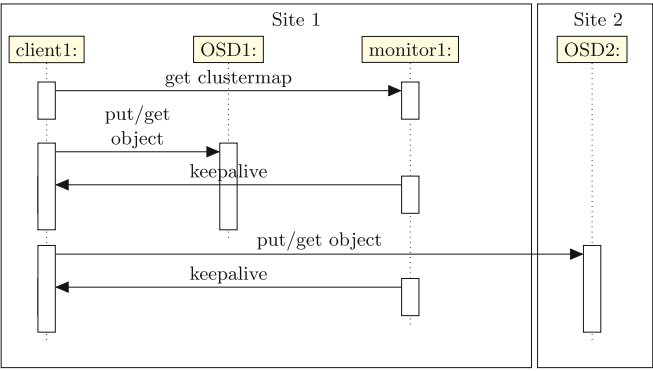 Site 1
Site 2
client1:
OSD1:
monitor1:
OSD2:
get clustermap
put/get
object
keepalive
put/get object
keepalive